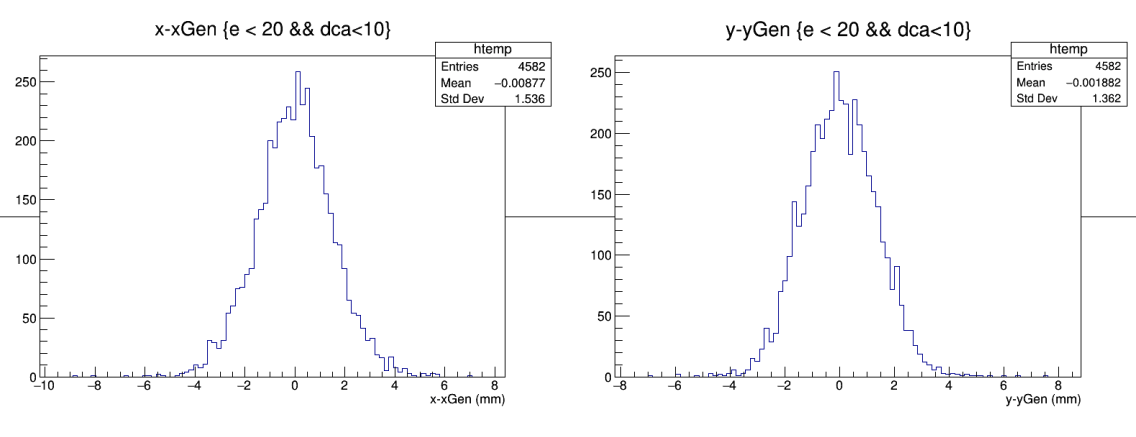 x-xGen {e < 20 && dca<10}
htemp
Entries 4582
Mean −0.00877
Std Dev 1.536
250
200
150
100
50
0
−10 −8 −6 −4 −2 0 2 4 6 8
x-xGen (mm)
y-yGen {e < 20 && dca<10}
htemp
Entries 4582
Mean −0.001882
Std Dev 1.362
250
200
150
100
50
0
−8 −6 −4 −2 0 2 4 6 8
y-yGen (mm)